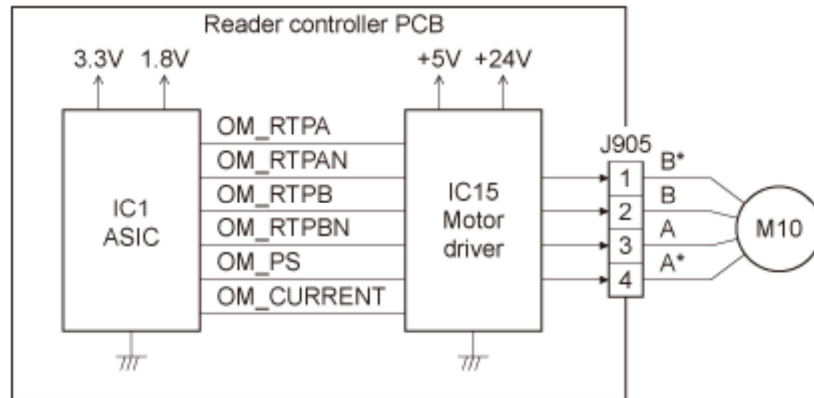 Reader controller PCB
3.3V 1.8V +5V +24V
OM_RTPA
OM_RTPAN
OM_RTPB
OM_RTPBN
OM_PS
OM_CURRENT
IC1
ASIC
IC15
Motor
driver
J905
1
2
3
4
B*
B
A
A*
M10